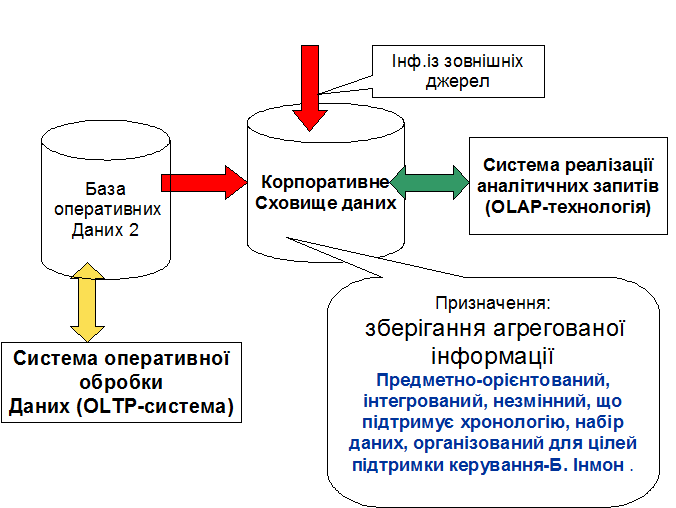 Інф.із зовнішніх
джерел
База
оперативних
Даних 2
Корпоративне
Сховище даних
Система реалізації
аналітичних запитів
(OLAP-технологія)
Система оперативної
обробки
Даних (OLTP-система)
Призначення:
зберігання агрегованої
інформації
Предметно-орієнтований,
інтегрований, незмінний, що
підтримує хронологію, набір
даних, організований для цілей
підтримки керування-Б. Інмон .